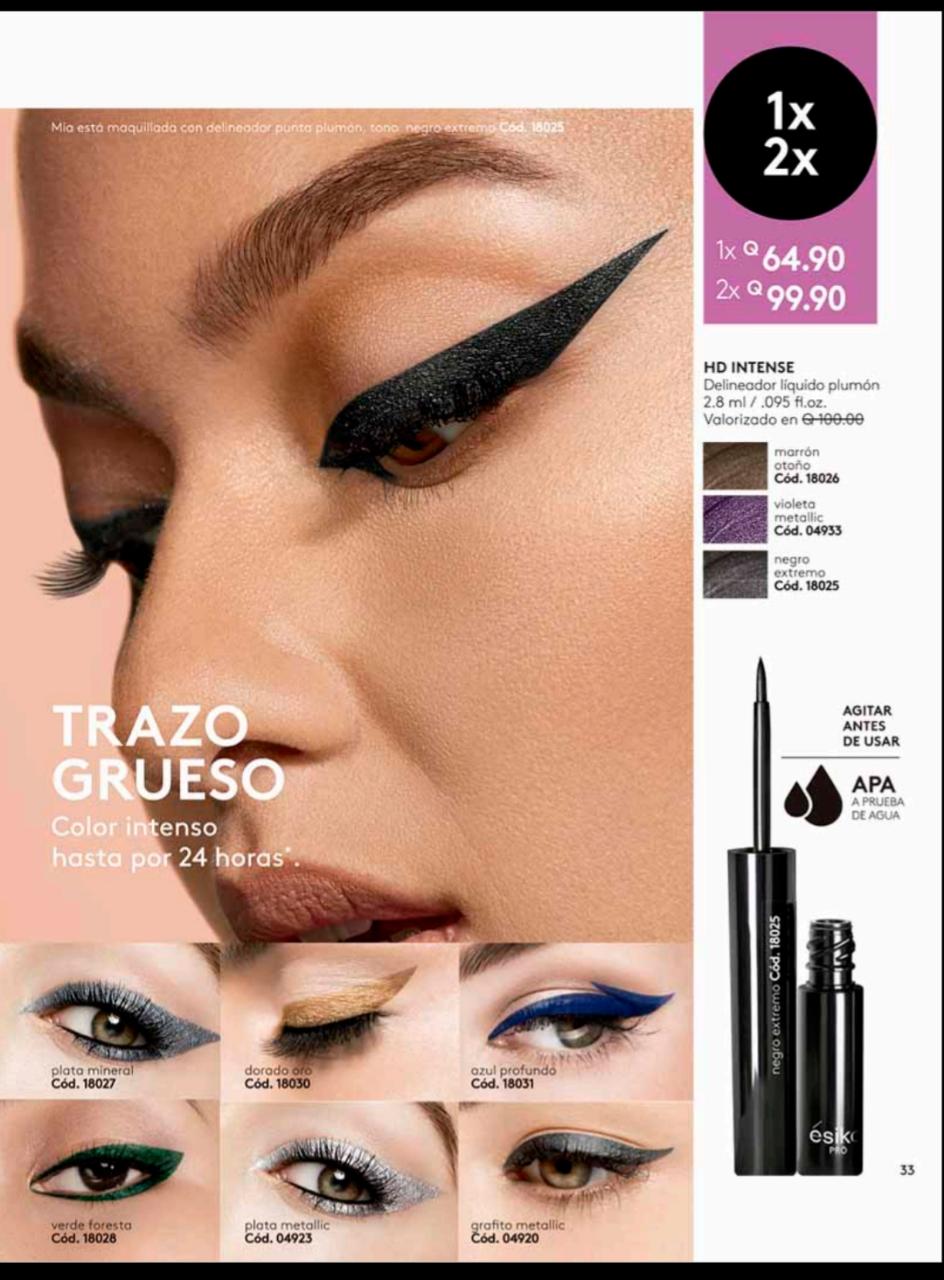 Mia está maquillada con delineador punta plumón, tono: negro extremo Cód. 18025
1x
2x
1x Q 64.90
2x Q 99.90
HD INTENSE
Delineador líquido plumón
2.8 ml / .095 fl.oz.
Valorizado en Q 100.00
marrón
otoño
Cód. 18026
violeta
metallic
Cód. 04933
negro
extremo
Cód. 18025
AGITAR
ANTES
DE USAR
APA
A PRUEBA
DE AGUA
TRAZO
GRUESO
Color intenso
hasta por 24 horas*.
negro extremo Cód. 18025
ésika
PRO
plata mineral
Cód. 18027
dorado oro
Cód. 18030
azul profundo
Cód. 18031
verde foresta
Cód. 18028
plata metallic
Cód. 04923
grafito metallic
Cód. 04920
33